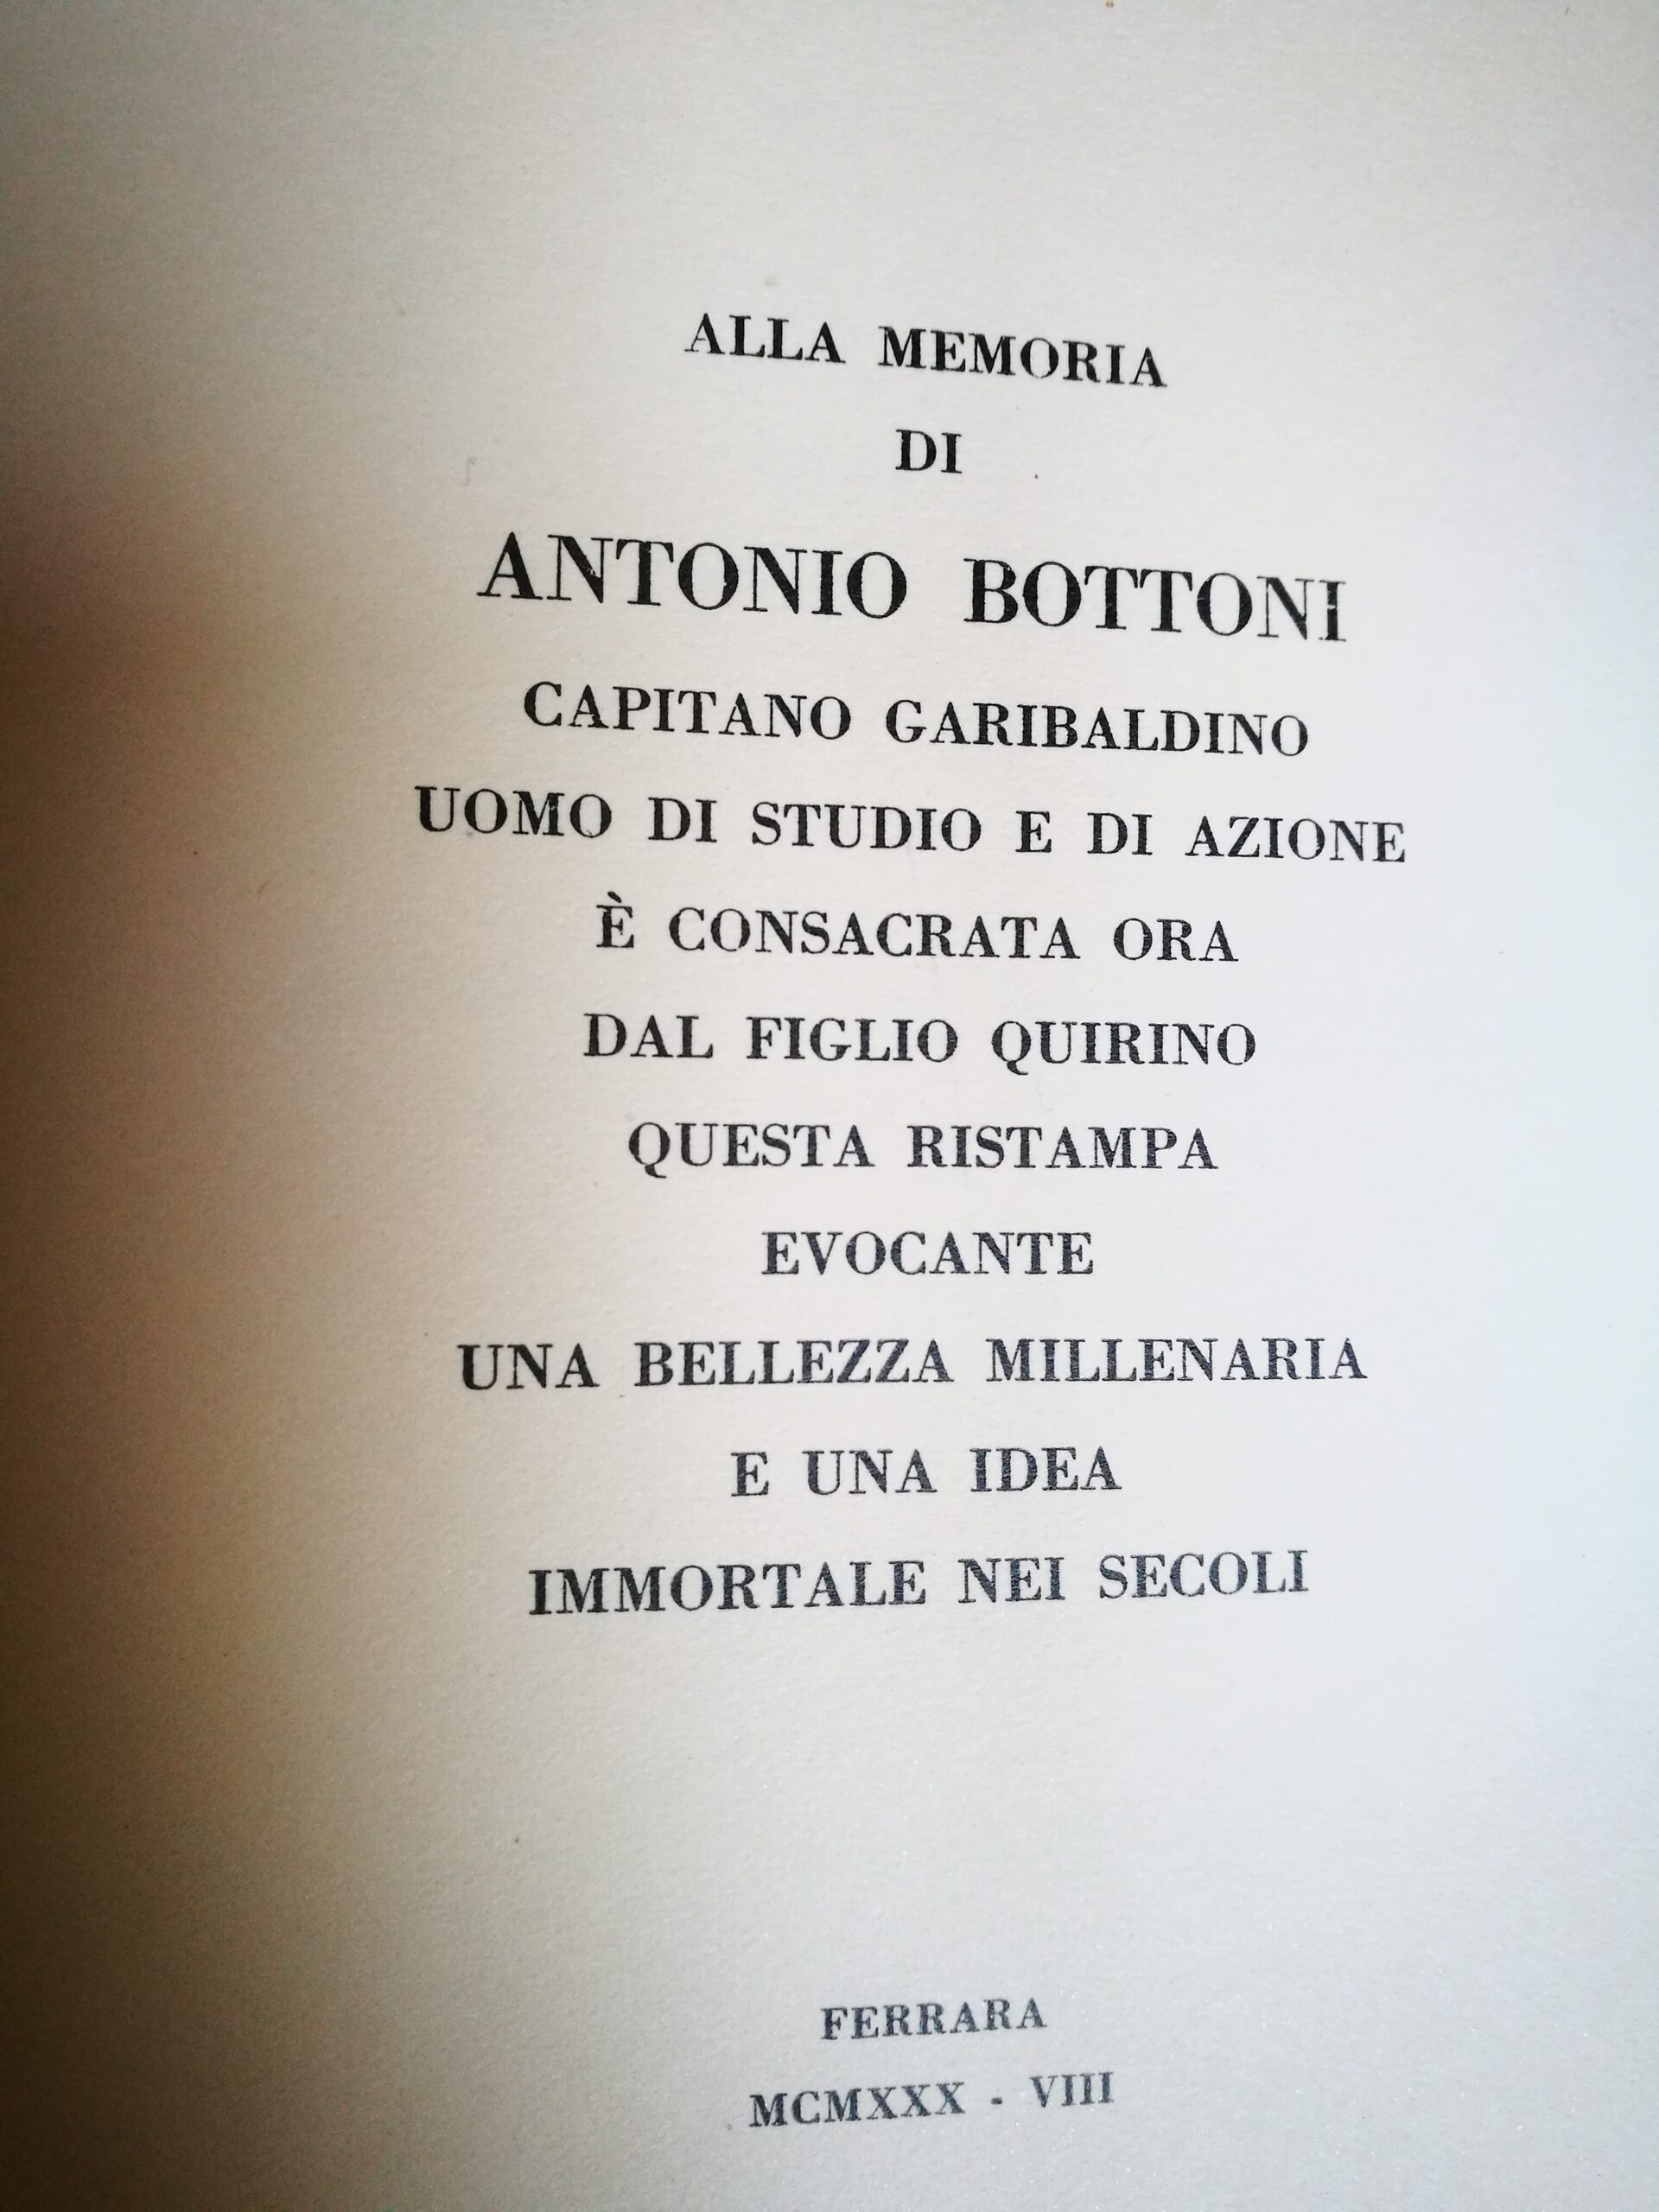 ALLA MEMORIA
DI
ANTONIO BOTTONI
CAPITANO GARIBALDINO
UOMO DI STUDIO E DI AZIONE
È CONSACRATA ORA
DAL FIGLIO QUIRINO
QUESTA RISTAMPA
EVOCANTE
UNA BELLEZZA MILLENARIA
E UNA IDEA
IMMORTALE NEI SECOLI
FERRARA
MCMXXX - VIII